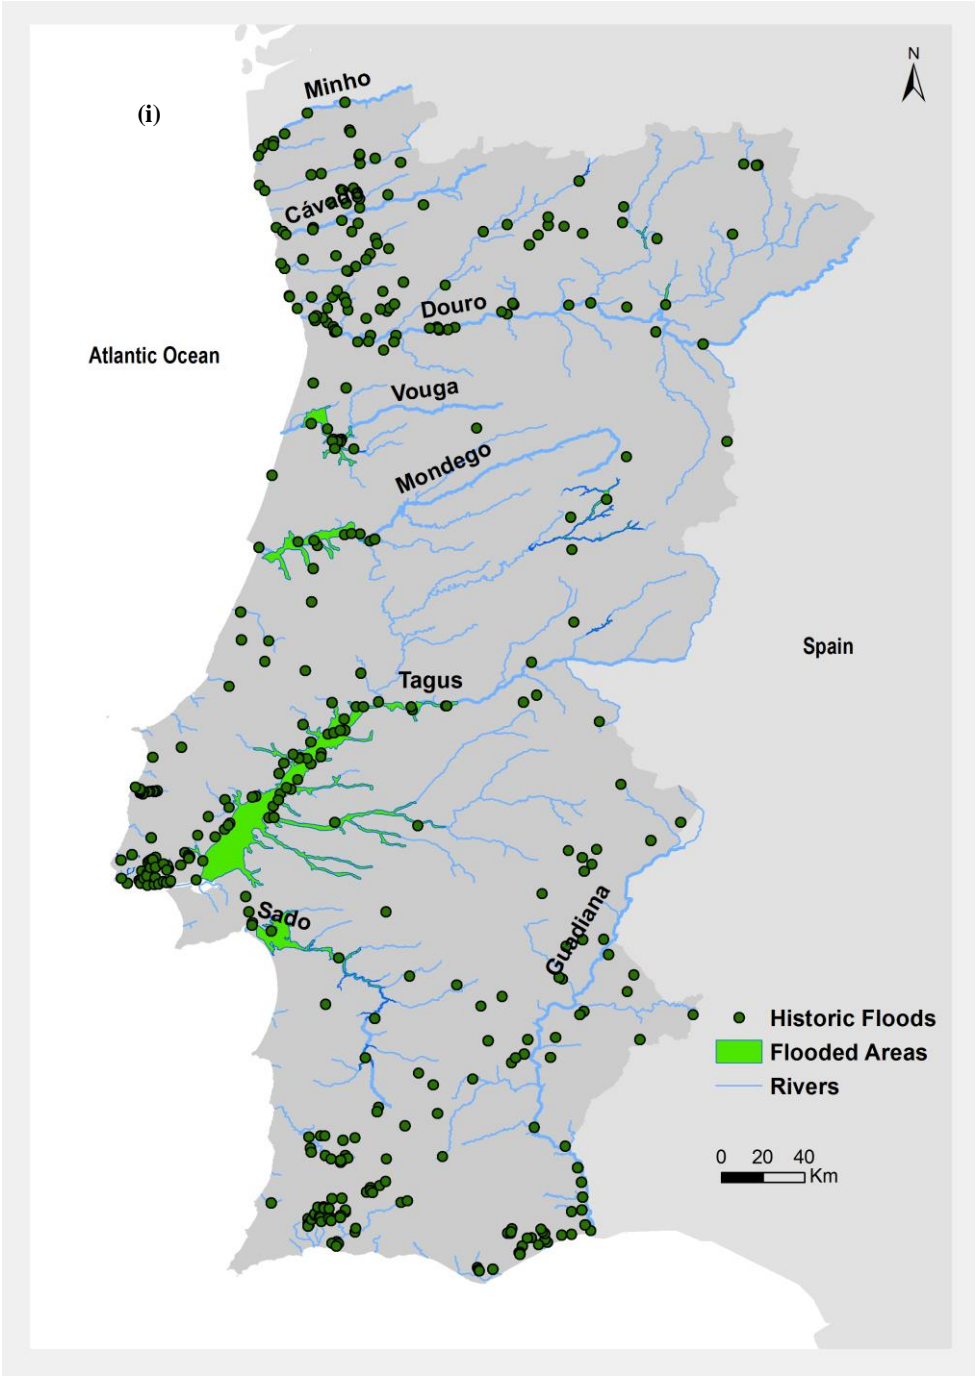 N
Minho
(i)
Cávado
Douro
Atlantic Ocean
Vouga
Mondego
Spain
Tagus
Sado
Guadiana
Historic Floods
Flooded Areas
Rivers
0 20 40
Km